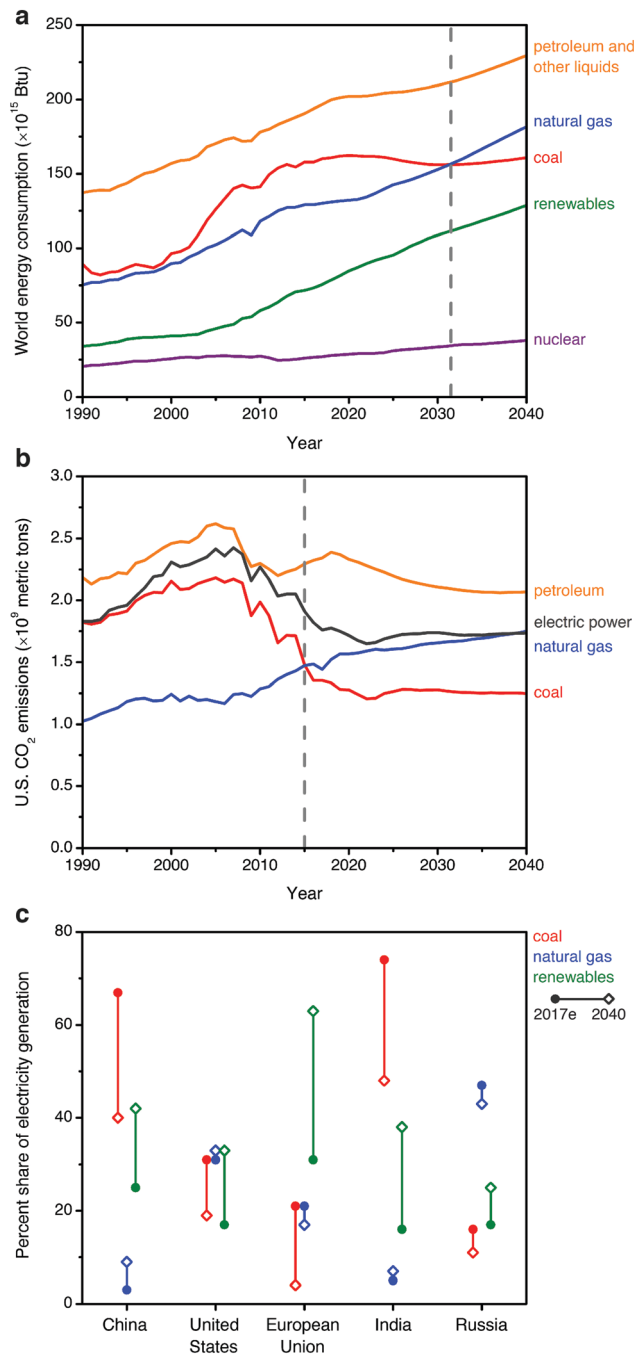 a
250
200
150
100
50
0
World energy consumption (×10¹⁵ Btu)
petroleum and
other liquids
natural gas
coal
renewables
nuclear
1990 2000 2010 2020 2030 2040
Year
b
3.0
2.5
2.0
1.5
1.0
0.5
0.0
U.S. CO₂ emissions (×10⁹ metric tons)
petroleum
electric power
natural gas
coal
1990 2000 2010 2020 2030 2040
Year
c
80
60
40
20
0
Percent share of electricity generation
coal
natural gas
renewables
2017e 2040
China United States European Union India Russia